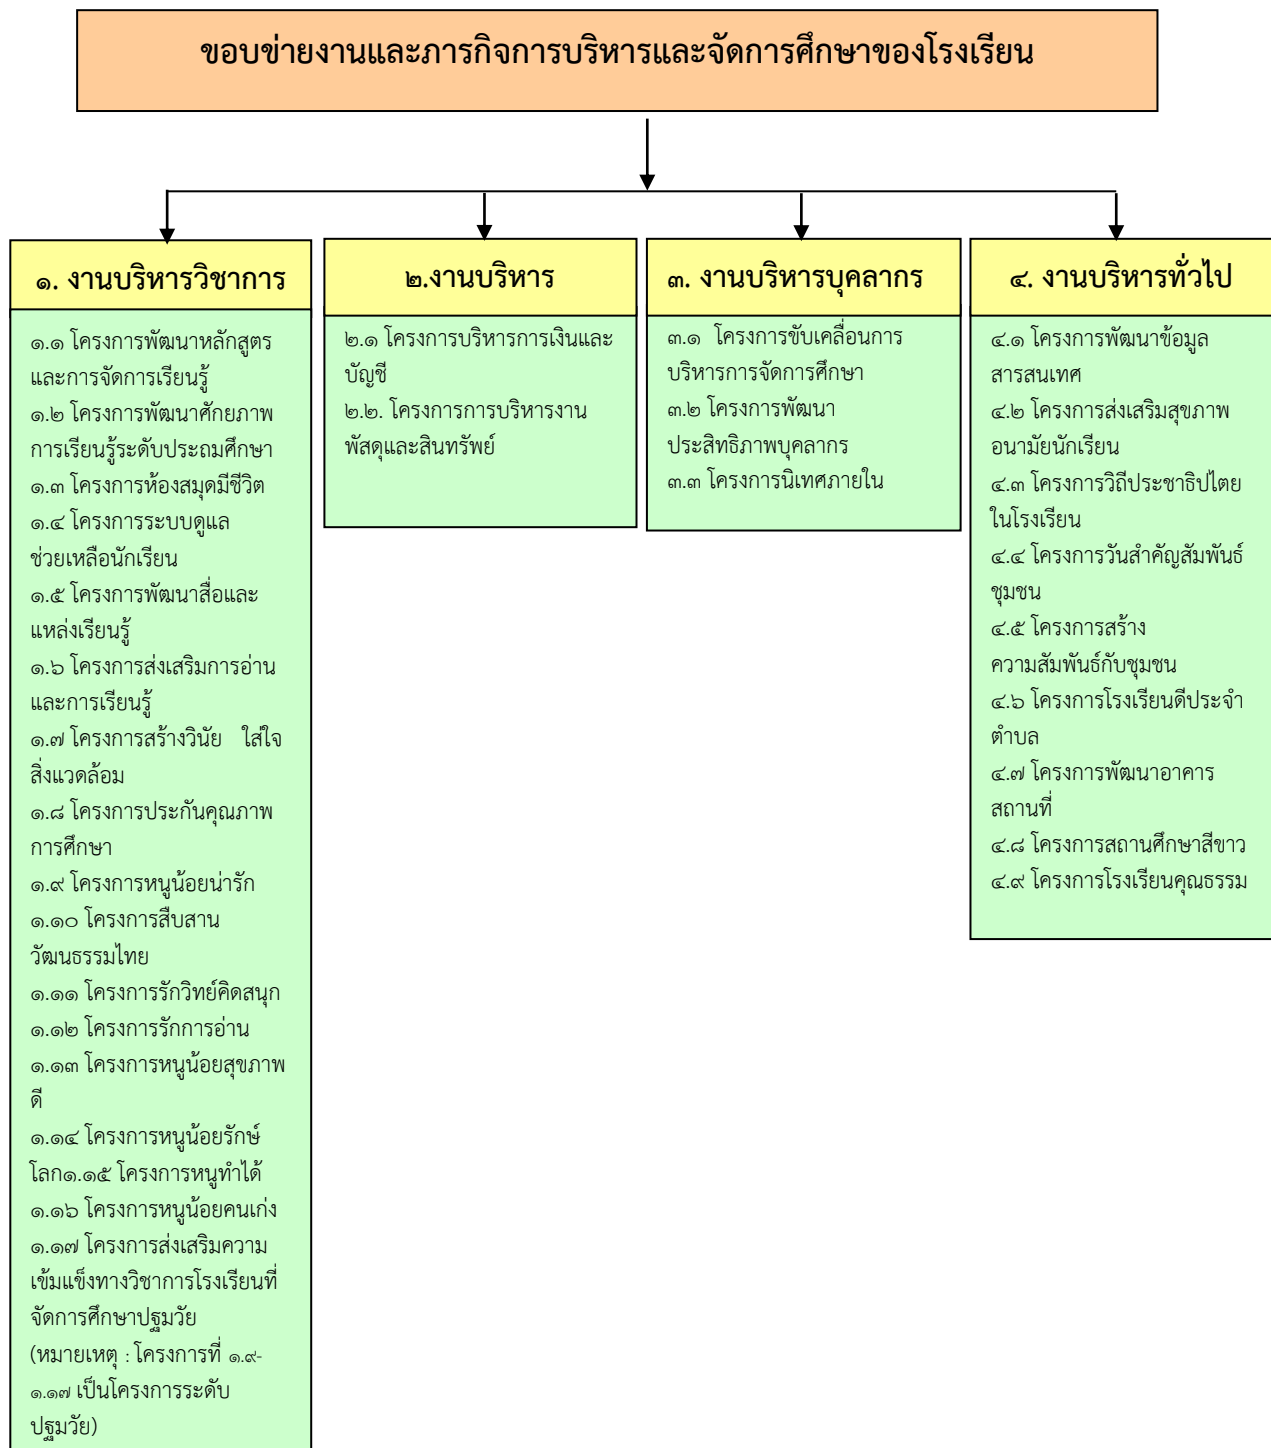 ขอบข่ายงานและภารกิจการบริหารและจัดการศึกษาของโรงเรียน
๑. งานบริหารวิชาการ
๑.๑ โครงการพัฒนาหลักสูตร
และการจัดการเรียนรู้
๑.๒ โครงการพัฒนาศักยภาพ
การเรียนรู้ระดับประถมศึกษา
๑.๓ โครงการห้องสมุดมีชีวิต
๑.๔ โครงการระบบดูแล
ช่วยเหลือนักเรียน
๑.๕ โครงการพัฒนาสื่อและ
แหล่งเรียนรู้
๑.๖ โครงการส่งเสริมการอ่าน
และการเรียนรู้
๑.๗ โครงการสร้างวินัย ใส่ใจ
สิ่งแวดล้อม
๑.๘ โครงการประกันคุณภาพ
การศึกษา
๑.๙ โครงการหนูน้อยน่ารัก
๑.๑๐ โครงการสืบสาน
วัฒนธรรมไทย
๑.๑๑ โครงการรักวิทย์คิดสนุก
๑.๑๒ โครงการรักการอ่าน
๑.๑๓ โครงการหนูน้อยสุขภาพ
ดี
๑.๑๔ โครงการหนูน้อยรักษ์
โลก๑.๑๕ โครงการหนูทำได้
๑.๑๖ โครงการหนูน้อยคนเก่ง
๑.๑๗ โครงการส่งเสริมความ
เข้มแข็งทางวิชาการโรงเรียนที่
จัดการศึกษาปฐมวัย
(หมายเหตุ : โครงการที่ ๑.๙-
๑.๑๗ เป็นโครงการระดับ
ปฐมวัย)
๒.งานบริหาร
๒.๑ โครงการบริหารการเงินและ
บัญชี
๒.๒. โครงการการบริหารงาน
พัสดุและสินทรัพย์
๓. งานบริหารบุคลากร
๓.๑ โครงการขับเคลื่อนการ
บริหารการจัดการศึกษา
๓.๒ โครงการพัฒนา
ประสิทธิภาพบุคลากร
๓.๓ โครงการนิเทศภายใน
๔. งานบริหารทั่วไป
๔.๑ โครงการพัฒนาข้อมูล
สารสนเทศ
๔.๒ โครงการส่งเสริมสุขภาพ
อนามัยนักเรียน
๔.๓ โครงการวิถีประชาธิปไตย
ในโรงเรียน
๔.๔ โครงการวันสำคัญสัมพันธ์
ชุมชน
๔.๕ โครงการสร้าง
ความสัมพันธ์กับชุมชน
๔.๖ โครงการโรงเรียนดีประจำ
ตำบล
๔.๗ โครงการพัฒนาอาคาร
สถานที่
๔.๘ โครงการสถานศึกษาสีขาว
๔.๙ โครงการโรงเรียนคุณธรรม